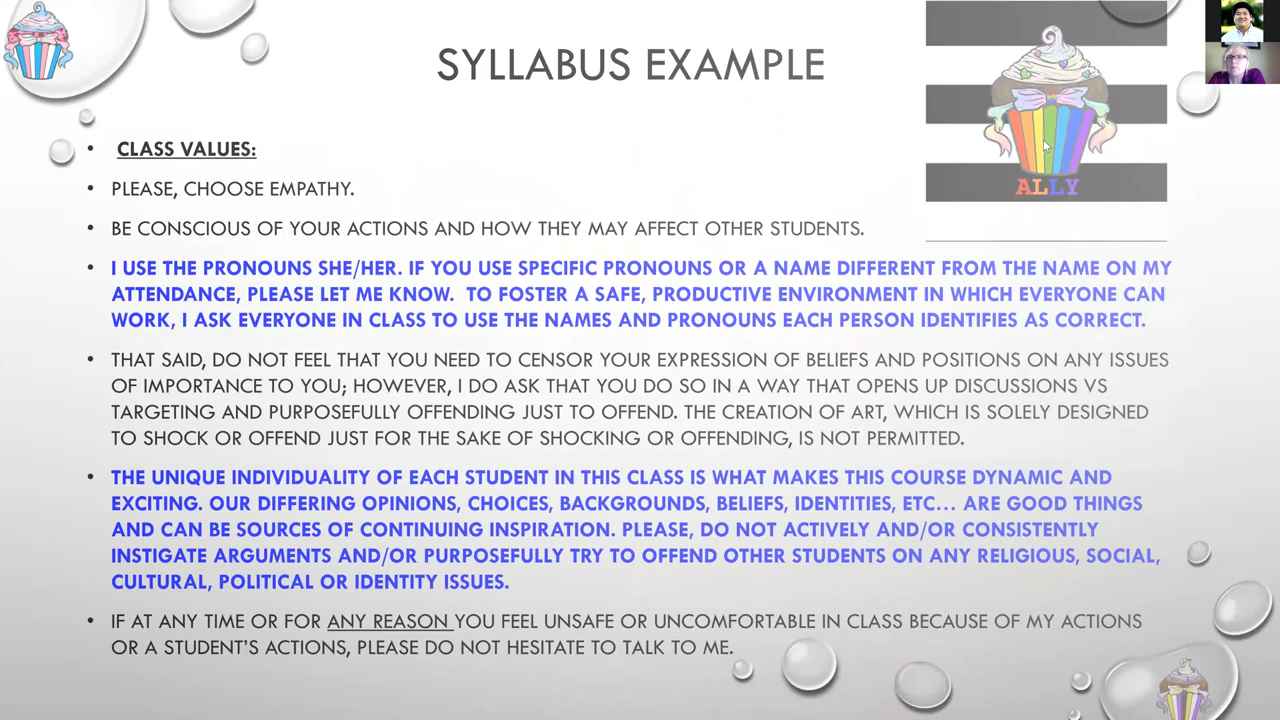 SYLLABUS EXAMPLE
ALLY
• CLASS VALUES:
• PLEASE, CHOOSE EMPATHY.
• BE CONSCIOUS OF YOUR ACTIONS AND HOW THEY MAY AFFECT OTHER STUDENTS.
• I USE THE PRONOUNS SHE/HER. IF YOU USE SPECIFIC PRONOUNS OR A NAME DIFFERENT FROM THE NAME ON MY
ATTENDANCE, PLEASE LET ME KNOW. TO FOSTER A SAFE, PRODUCTIVE ENVIRONMENT IN WHICH EVERYONE CAN
WORK, I ASK EVERYONE IN CLASS TO USE THE NAMES AND PRONOUNS EACH PERSON IDENTIFIES AS CORRECT.
• THAT SAID, DO NOT FEEL THAT YOU NEED TO CENSOR YOUR EXPRESSION OF BELIEFS AND POSITIONS ON ANY ISSUES
OF IMPORTANCE TO YOU; HOWEVER, I DO ASK THAT YOU DO SO IN A WAY THAT OPENS UP DISCUSSIONS VS
TARGETING AND PURPOSEFULLY OFFENDING JUST TO OFFEND. THE CREATION OF ART, WHICH IS SOLELY DESIGNED
TO SHOCK OR OFFEND JUST FOR THE SAKE OF SHOCKING OR OFFENDING, IS NOT PERMITTED.
• THE UNIQUE INDIVIDUALITY OF EACH STUDENT IN THIS CLASS IS WHAT MAKES THIS COURSE DYNAMIC AND
EXCITING. OUR DIFFERING OPINIONS, CHOICES, BACKGROUNDS, BELIEFS, IDENTITIES, ETC… ARE GOOD THINGS
AND CAN BE SOURCES OF CONTINUING INSPIRATION. PLEASE, DO NOT ACTIVELY AND/OR CONSISTENTLY
INSTIGATE ARGUMENTS AND/OR PURPOSEFULLY TRY TO OFFEND OTHER STUDENTS ON ANY RELIGIOUS, SOCIAL,
CULTURAL, POLITICAL OR IDENTITY ISSUES.
• IF AT ANY TIME OR FOR ANY REASON YOU FEEL UNSAFE OR UNCOMFORTABLE IN CLASS BECAUSE OF MY ACTIONS
OR A STUDENT'S ACTIONS, PLEASE DO NOT HESITATE TO TALK TO ME.